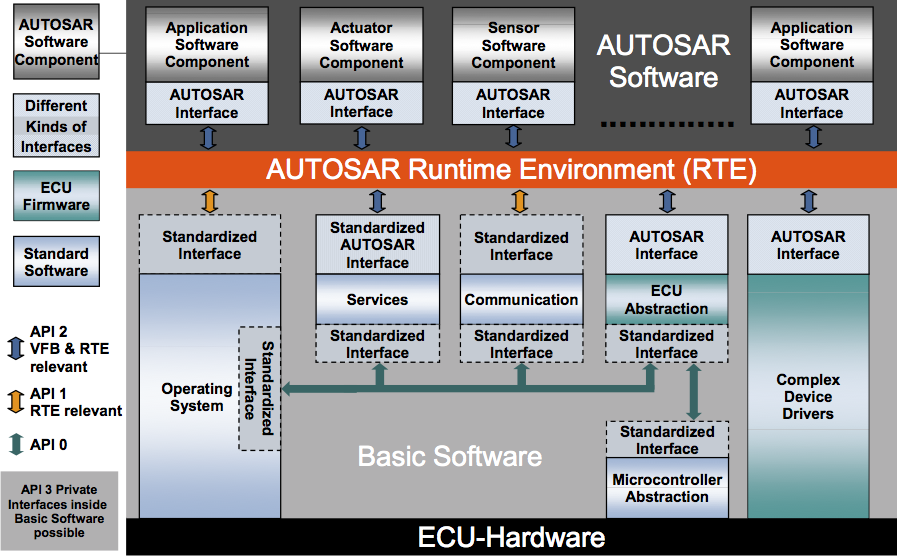 AUTOSAR
Software
Component
Application
Software
Component
AUTOSAR
Interface
Actuator
Software
Component
AUTOSAR
Interface
Sensor
Software
Component
AUTOSAR
Interface
AUTOSAR
Software
Application
Software
Component
AUTOSAR
Interface
Different
Kinds of
Interfaces
AUTOSAR Runtime Environment (RTE)
ECU
Firmware
Standard
Software
Standardized
Interface
Standardized
AUTOSAR
Interface
Services
Standardized
Interface
Standardized
Interface
Communication
Standardized
Interface
AUTOSAR
Interface
ECU
Abstraction
Standardized
Interface
AUTOSAR
Interface
API 2
VFB & RTE
relevant
API 1
RTE relevant
API 0
Operating
System
Standardized
Interface
Complex
Device
Drivers
Basic Software
Standardized
Interface
Microcontroller
Abstraction
API 3 Private
Interfaces inside
Basic Software
possible
ECU-Hardware